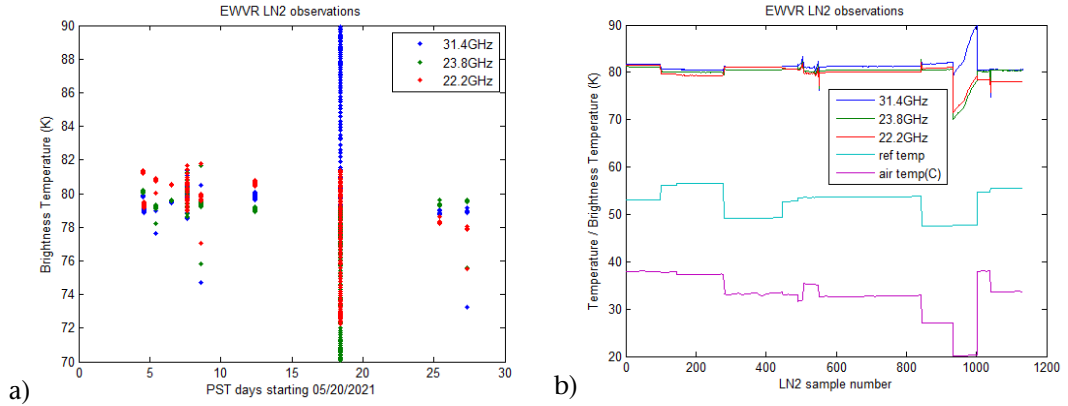 EWVR LN2 observations
90
88
86
84
82
80
78
76
74
72
70
Brightness Temperature (K)
31.4GHz
23.8GHz
22.2GHz
0
5
10
15
20
25
30
PST days starting 05/20/2021
a)
EWVR LN2 observations
90
80
70
60
50
40
30
20
Temperature / Brightness Temperature (K)
31.4GHz
23.8GHz
22.2GHz
ref temp
air temp(C)
0
200
400
600
800
1000
1200
LN2 sample number
b)